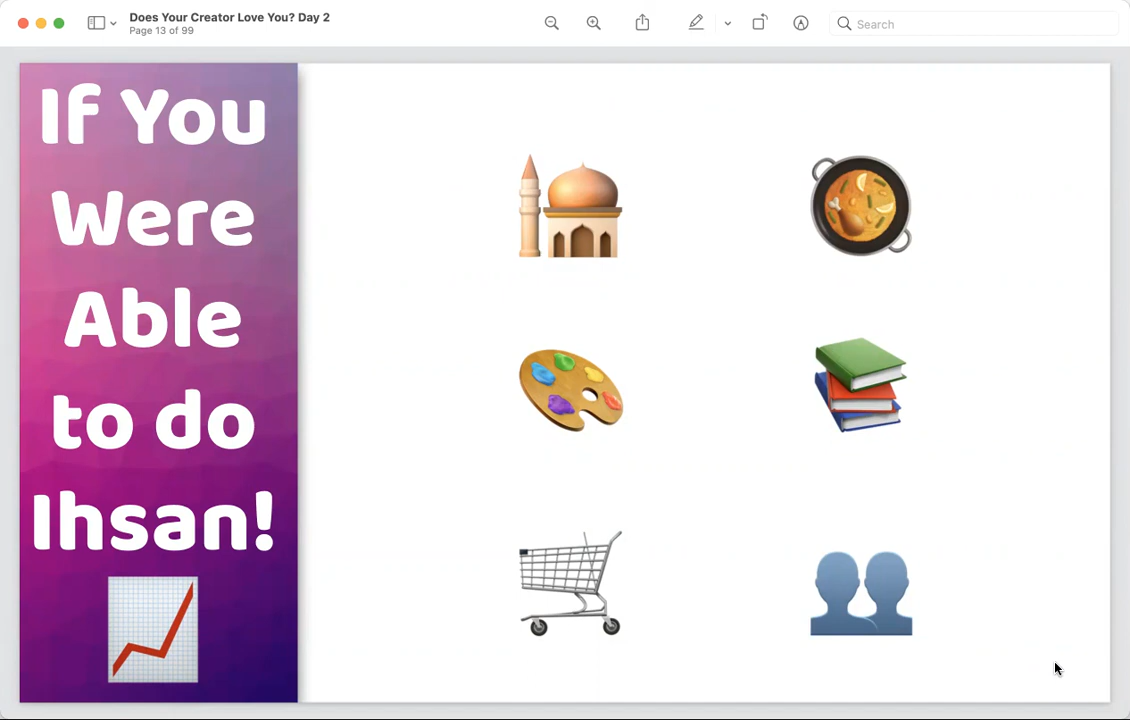 Does Your Creator Love You? Day 2
Page 13 of 99
Search
If You
Were
Able
to do
Ihsan!